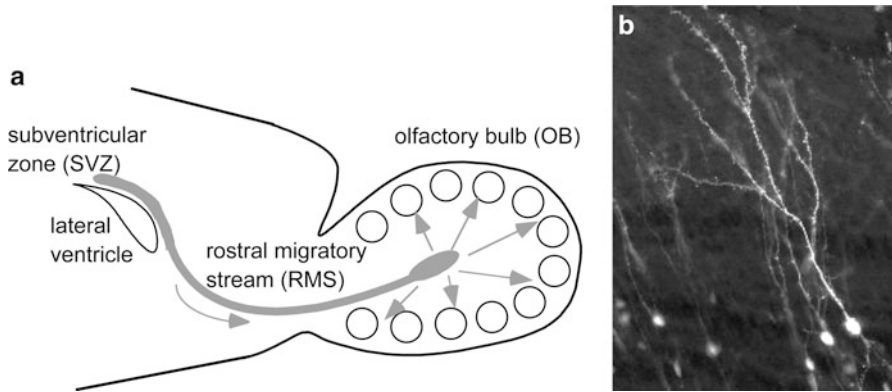 a
subventricular
zone (SVZ)
lateral
ventricle
rostral migratory
stream (RMS)
olfactory bulb (OB)
b